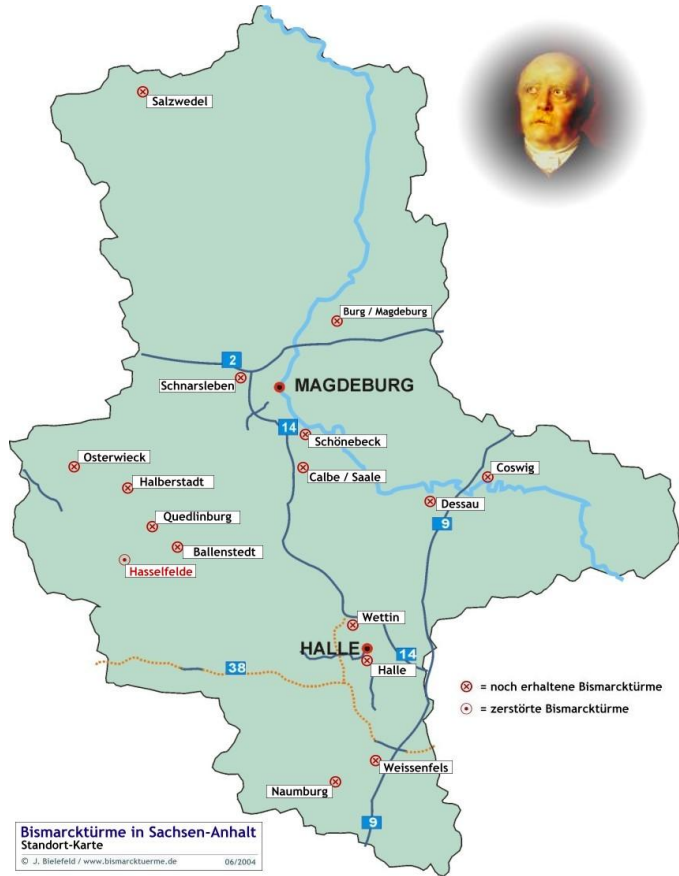 Salzwedel
Burg / Magdeburg
2
Schnarsleben
MAGDEBURG
14
Schönebeck
Osterwieck
Calbe / Saale
Coswig
Halberstadt
Dessau
Quedlinburg
9
Ballenstedt
Hasselfelde
Wettin
HALLE
14
38
Halle
= noch erhaltene Bismarcktürme
= zerstörte Bismarcktürme
Weissenfels
Naumburg
9
Bismarcktürme in Sachsen-Anhalt
Standort-Karte
© J. Bielefeld / www.bismarcktuerme.de 06/2004